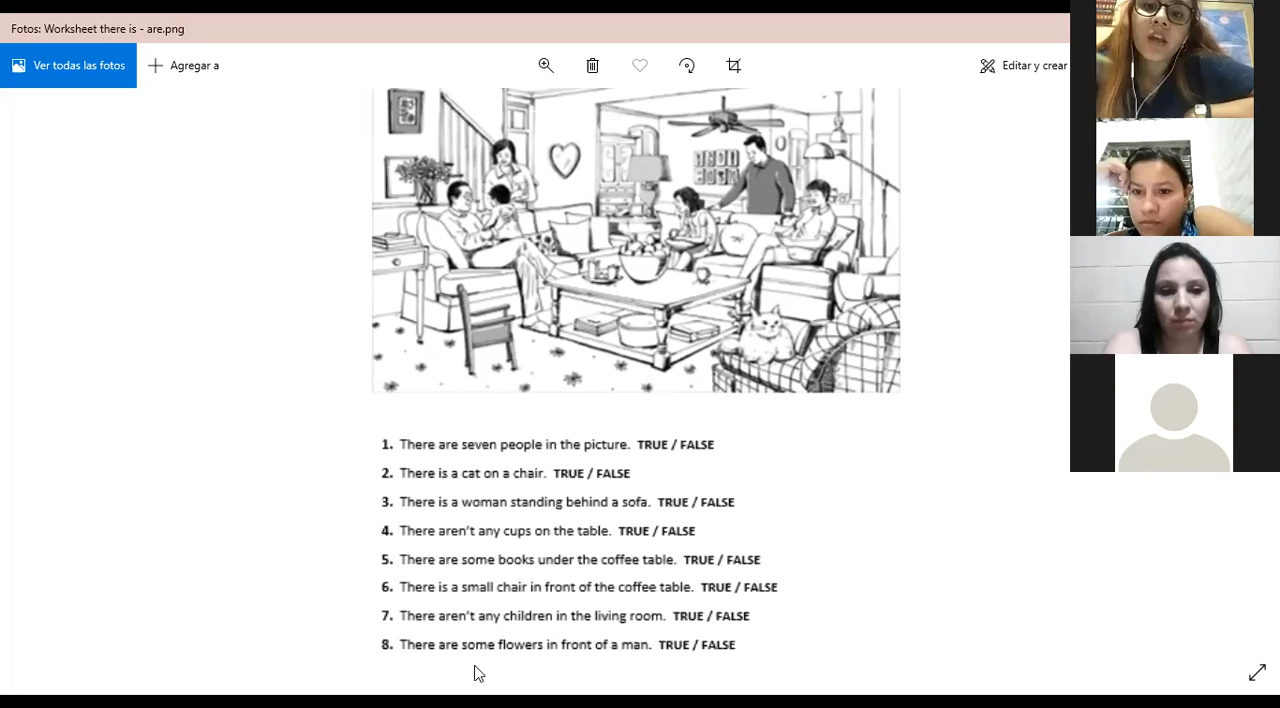 Fotos: Worksheet there is - are.png
Ver todas las fotos
Agregar a
Editar y crear
1. There are seven people in the picture. TRUE / FALSE
2. There is a cat on a chair. TRUE / FALSE
3. There is a woman standing behind a sofa. TRUE / FALSE
4. There aren't any cups on the table. TRUE / FALSE
5. There are some books under the coffee table. TRUE / FALSE
6. There is a small chair in front of the coffee table. TRUE / FALSE
7. There aren't any children in the living room. TRUE / FALSE
8. There are some flowers in front of a man. TRUE / FALSE